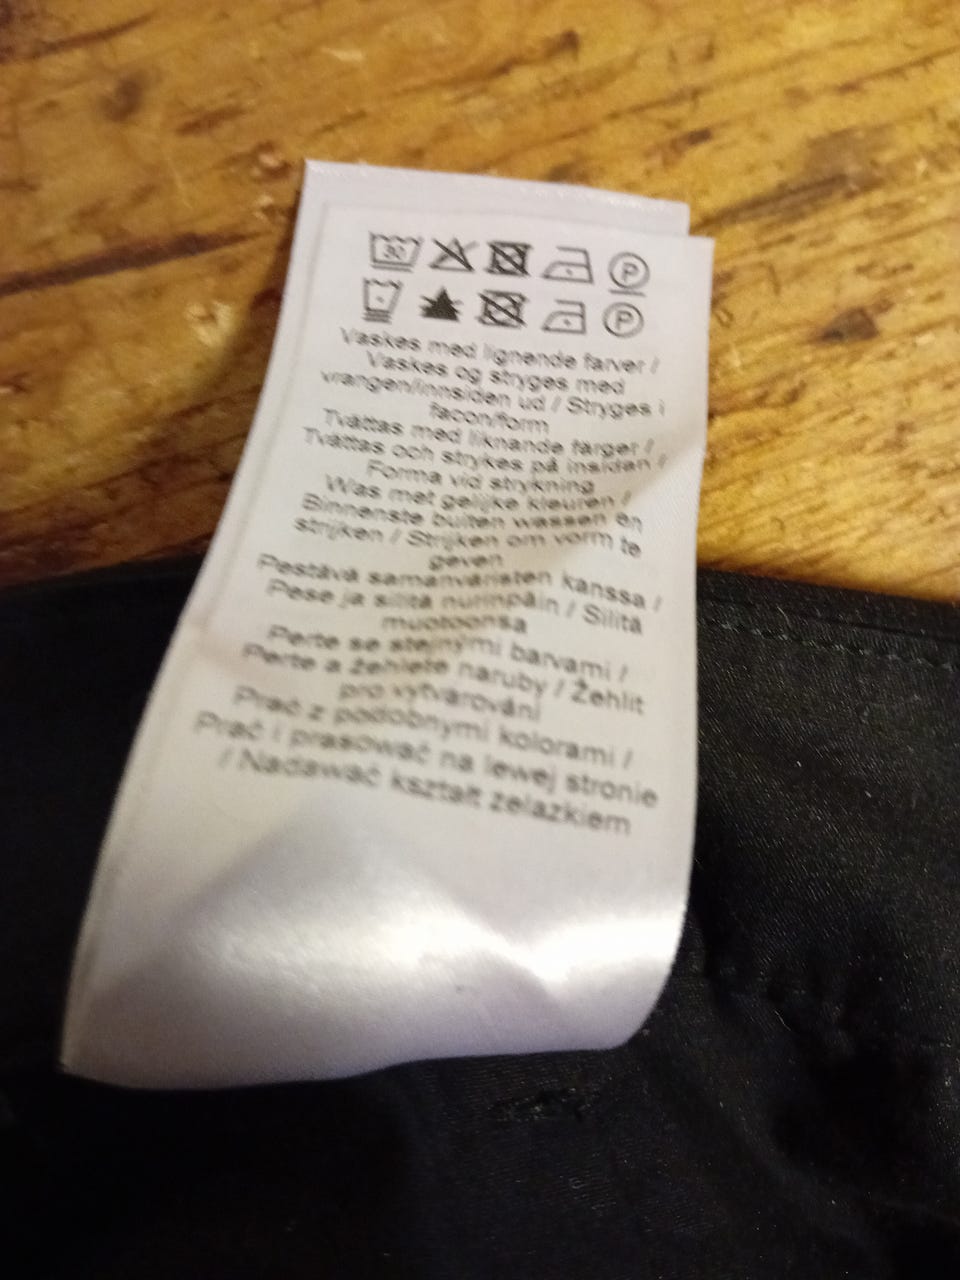 30 P
P
Vaskes med lignende farver /
Vaskes og stryges med
vrangen/innsiden ud / Stryges i
facon/form
Tvättas med liknande färger /
Tvättas och strykes på insidan /
Forma vid strykning
Was met gelijke kleuren /
Binnenste buiten wassen en
strijken / Strijken om vorm te
geven
Pestävä samanväristen kanssa /
Pese ja silitä nurinpäin / Silitä
muotoonsa
Perte se stejnými barvami /
Perte a žehlete naruby / Žehlit
pro vytvarování
Prać z podobnymi kolorami /
Prać i prasować na lewej stronie
/ Nadawać kształt żelazkiem